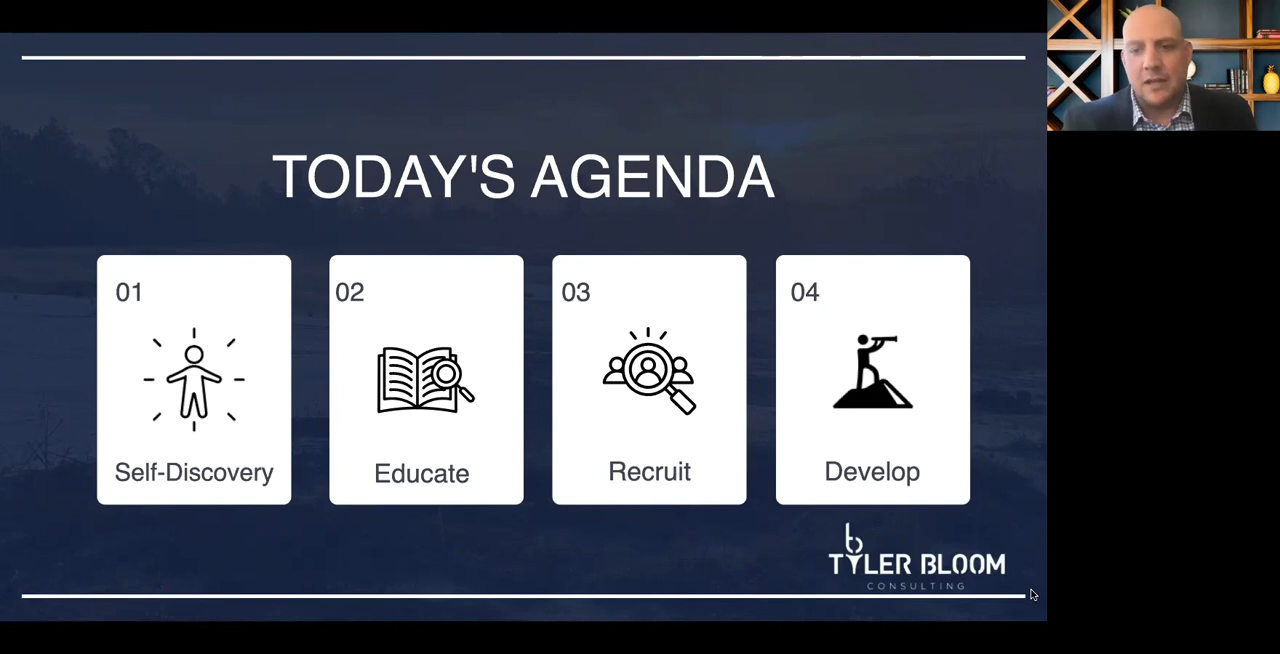 TODAY'S AGENDA
01
Self-Discovery
02
Educate
03
Recruit
04
Develop
TYLER BLOOM
CONSULTING